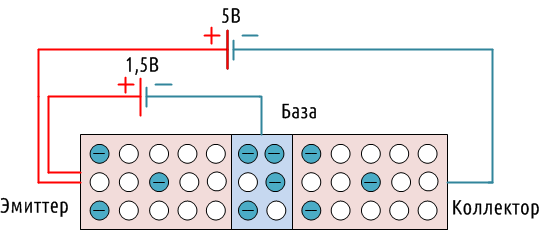 5В
+ −
1,5В
+ −
База
Эмиттер
Коллектор